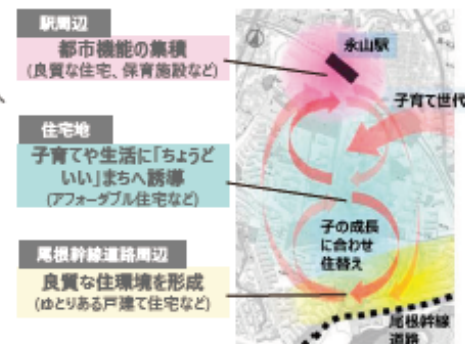 駅周辺
都市機能の集積
(良質な住宅、保育施設など)
住宅地
子育てや生活に「ちょうど
いい」まちへ誘導
(アフォーダブル住宅など)
尾根幹線道路周辺
良質な住環境を形成
(ゆとりある戸建て住宅など)
永山駅
子育て世代
子の成長
に合わせ
住替え
尾根幹線
道路